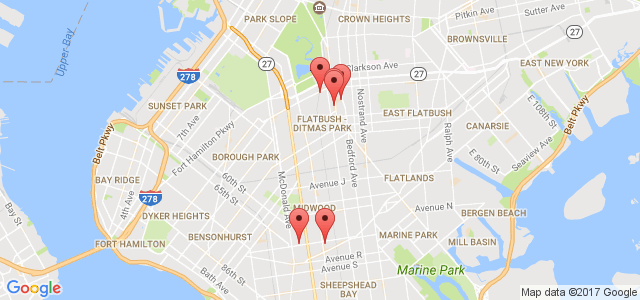 PARK SLOPE
CROWN HEIGHTS
Pitkin Ave
Sutter Ave
Upper Bay
BROWNSVILLE
27
Clarkson Ave
EAST NEW YORK
278
27
27
SUNSET PARK
7th Ave
Nostrand Ave
E 108th St
Belt Pkwy
Belt Pkwy
Fort Hamilton Pkwy
FLATBUSH -
DITMAS PARK
EAST FLATBUSH
Ralph Ave
CANARSIE
Seaview Ave
BOROUGH PARK
Bedford Ave
E 80th St
BAY RIDGE
60th St
McDonald Ave
Avenue J
FLATLANDS
65th St
278
4th Ave
Bay St
DYKER HEIGHTS
MIDWOOD
Avenue N
BERGEN BEACH
BENSONHURST
MARINE PARK
MILL BASIN
FORT HAMILTON
86th St
Avenue R
Avenue S
Bath Ave
Marine Park
SHEEPSHEAD
BAY
Google
Map data ©2017 Google